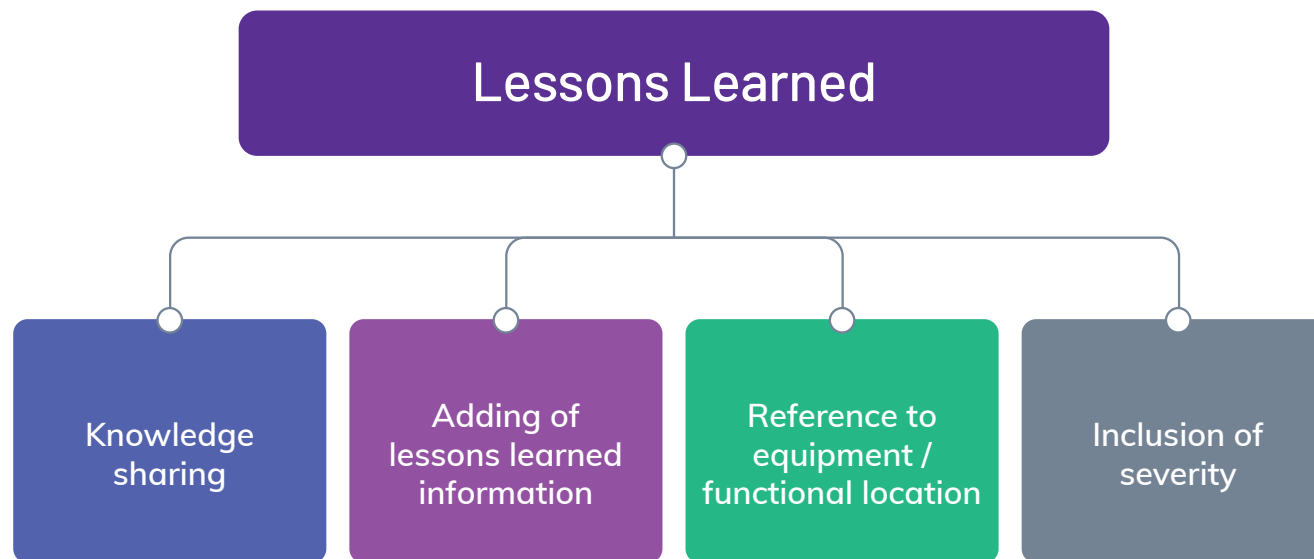 Lessons Learned
Knowledge
sharing
Adding of
lessons learned
information
Reference to
equipment /
functional location
Inclusion of
severity